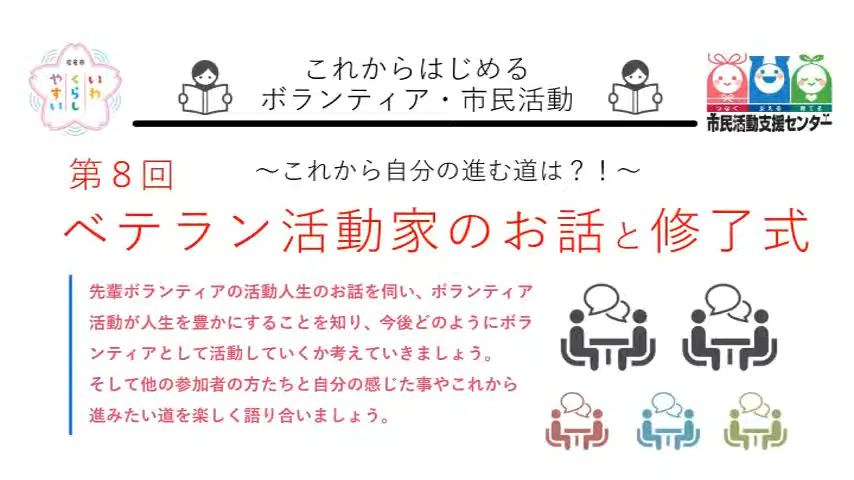 これからはじめる
ボランティア・市民活動
いわ
くらし
やすい
つなぐ 支える 育てる
市民活動支援センター
第8回
～これから自分の進む道は？！～
ベテラン活動家のお話と修了式
先輩ボランティアの活動人生のお話を伺い、ボランティア
活動が人生を豊かにすることを知り、今後どのようにボラ
ンティアとして活動していくか考えていきましょう。
そして他の参加者の方たちと自分の感じた事やこれから
進みたい道を楽しく語り合いましょう。